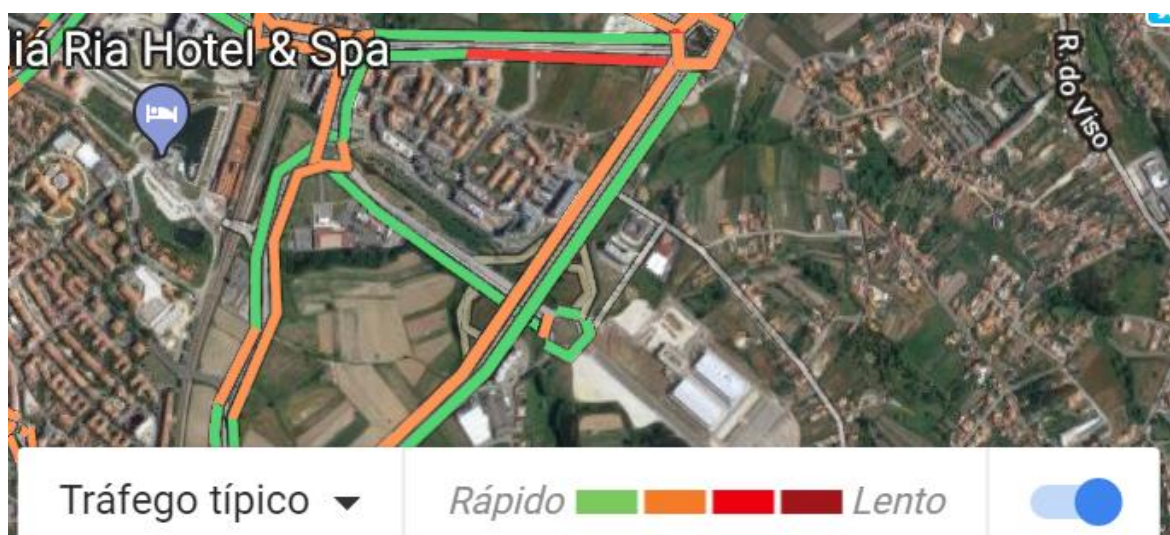 iá Ria Hotel & Spa
R. do Viso
Tráfego típico
Rápido Lento